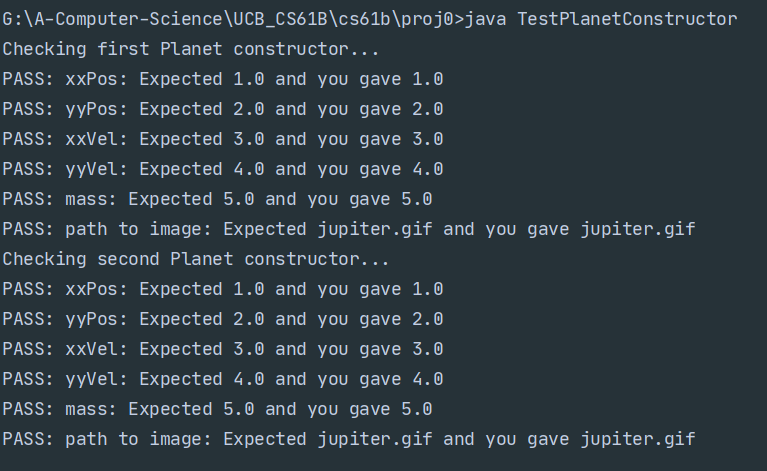 G:\A-Computer-Science\UCB_CS61B\cs61b\proj0>java TestPlanetConstructor
Checking first Planet constructor...
PASS: xxPos: Expected 1.0 and you gave 1.0
PASS: yyPos: Expected 2.0 and you gave 2.0
PASS: xxVel: Expected 3.0 and you gave 3.0
PASS: yyVel: Expected 4.0 and you gave 4.0
PASS: mass: Expected 5.0 and you gave 5.0
PASS: path to image: Expected jupiter.gif and you gave jupiter.gif
Checking second Planet constructor...
PASS: xxPos: Expected 1.0 and you gave 1.0
PASS: yyPos: Expected 2.0 and you gave 2.0
PASS: xxVel: Expected 3.0 and you gave 3.0
PASS: yyVel: Expected 4.0 and you gave 4.0
PASS: mass: Expected 5.0 and you gave 5.0
PASS: path to image: Expected jupiter.gif and you gave jupiter.gif